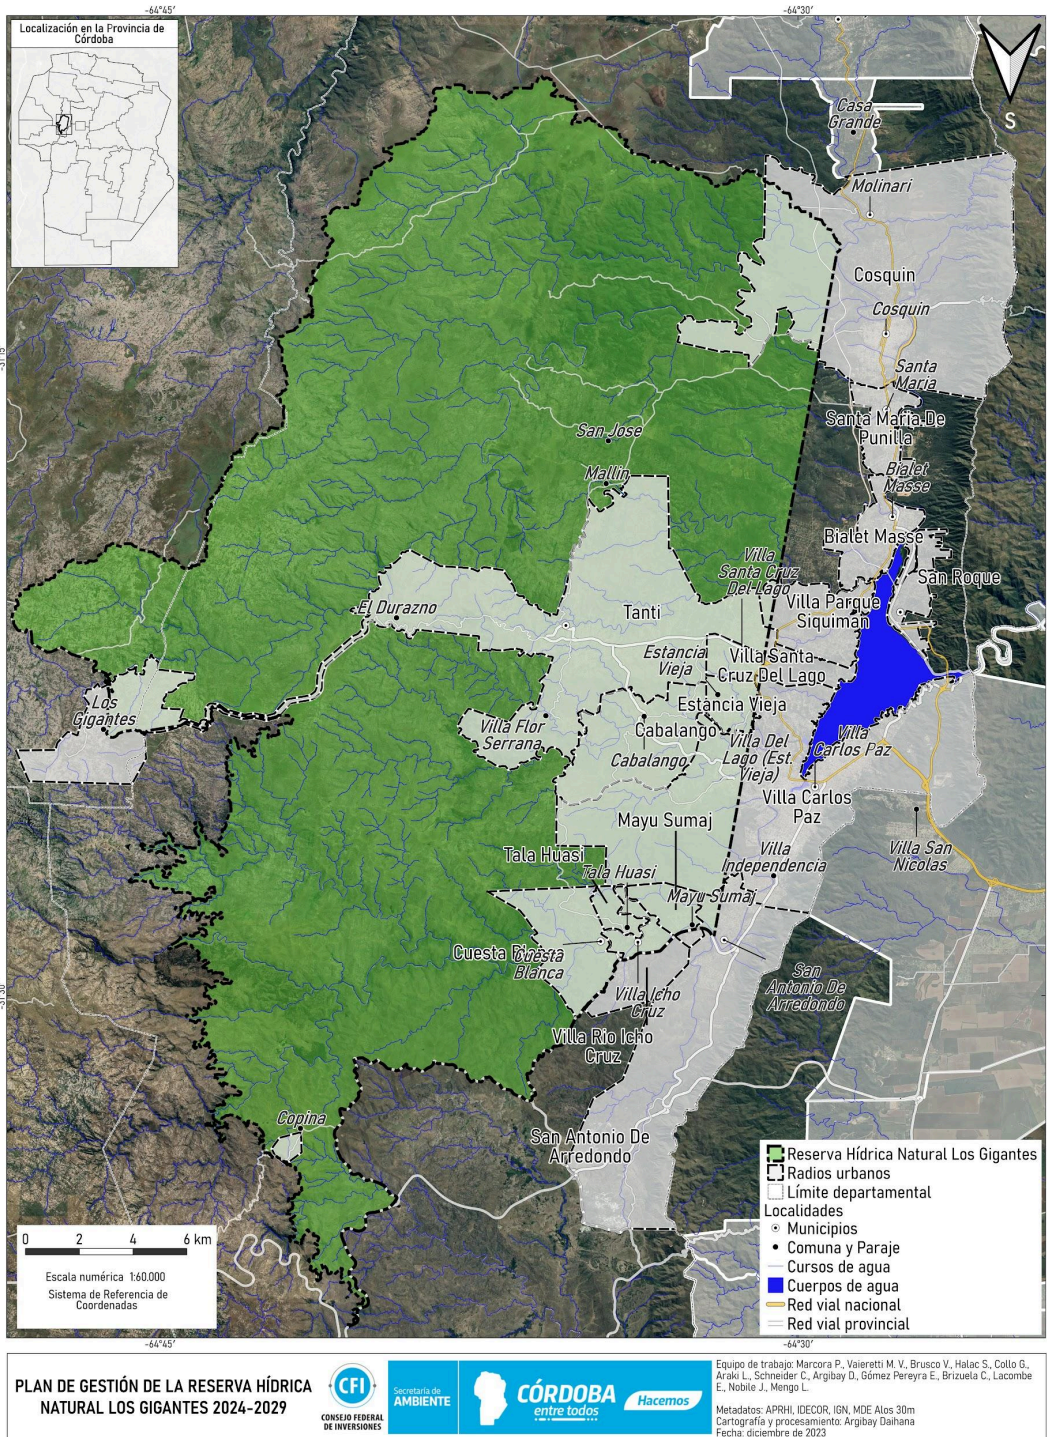 -64°45'
-64°30'
Localización en la Provincia de
Córdoba
S
Casa
Grande
Molinari
Cosquin
Cosquin
-31°15'
Santa
Maria
Santa Maria De
Punilla
San Jose
Bialet
Masse
Mallin
Bialet Masse
Villa
Santa Cruz
Del Lago
San Roque
El Durazno
Tanti
Villa Parque
Siquiman
Estancia
Vieja
Villa Santa
Cruz Del Lago
Los
Gigantes
Estancia Vieja
Villa Flor
Serrana
Cabalango
Cabalango
Villa Del
Lago (Est.
Vieja)
Villa
Carlos Paz
Villa Carlos
Paz
Mayu Sumaj
Villa
Independencia
Villa San
Nicolas
Tala Huasi
Tala Huasi
Mayu Sumaj
Cuesta Blanca
Cuesta
Blanca
San
Antonio De
Arredondo
-31°30'
Villa Icho
Cruz
Villa Rio Icho
Cruz
Copina
San Antonio De
Arredondo
Reserva Hídrica Natural Los Gigantes
Radios urbanos
Límite departamental
Localidades
Municipios
Comuna y Paraje
Cursos de agua
Cuerpos de agua
Red vial nacional
Red vial provincial
0 2 4 6 km
Escala numérica 1:60.000
Sistema de Referencia de
Coordenadas
-64°45'
-64°30'
PLAN DE GESTIÓN DE LA RESERVA HÍDRICA
NATURAL LOS GIGANTES 2024-2029
CFI
CONSEJO FEDERAL
DE INVERSIONES
Secretaría de
AMBIENTE
CÓRDOBA
entre todos
Hacemos
Equipo de trabajo: Marcora P., Vaieretti M. V., Brusco V., Halac S., Collo G.,
Araki L., Schneider C., Argibay D., Gómez Pereyra E., Brizuela C., Lacombe
E., Nobile J., Mengo L.
Metadatos: APRHI, IDECOR, IGN, MDE Alos 30m
Cartografía y procesamiento: Argibay Daihana
Fecha: diciembre de 2023